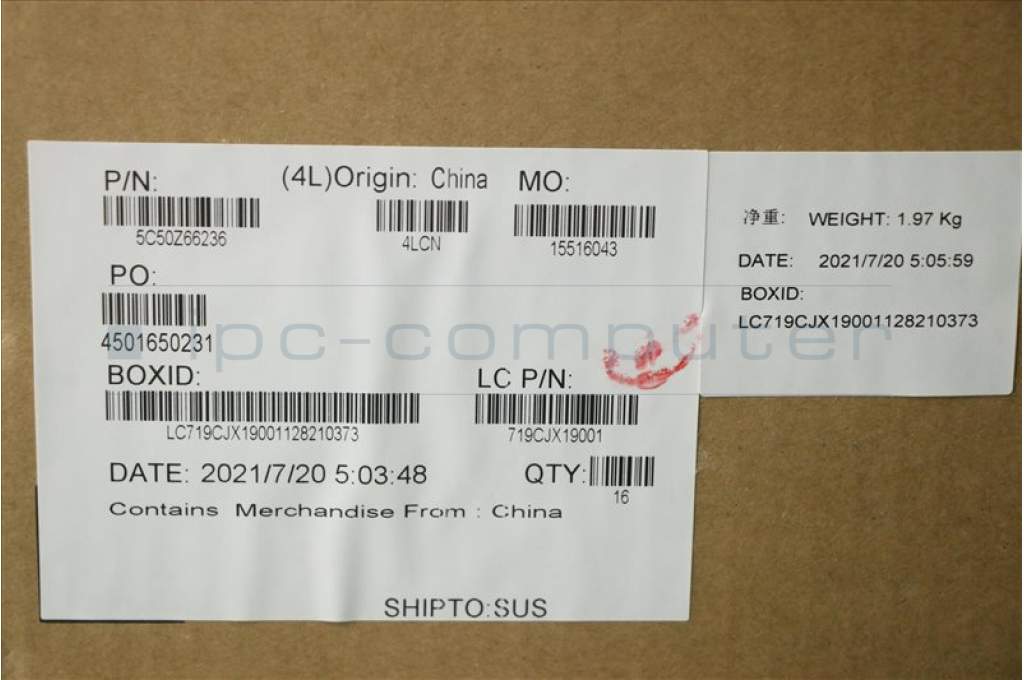 P/N: (4L)Origin: China MO:
5C50Z66236 4LCN 15516043
PO:
4501650231
BOXID: LC P/N:
LC719CJX19001128210373 719CJX19001
DATE: 2021/7/20 5:03:48 QTY:
16
Contains Merchandise From : China
SHIPTO:SUS
净重: WEIGHT: 1.97 Kg
DATE: 2021/7/20 5:05:59
BOXID:
LC719CJX19001128210373
ipc-computer